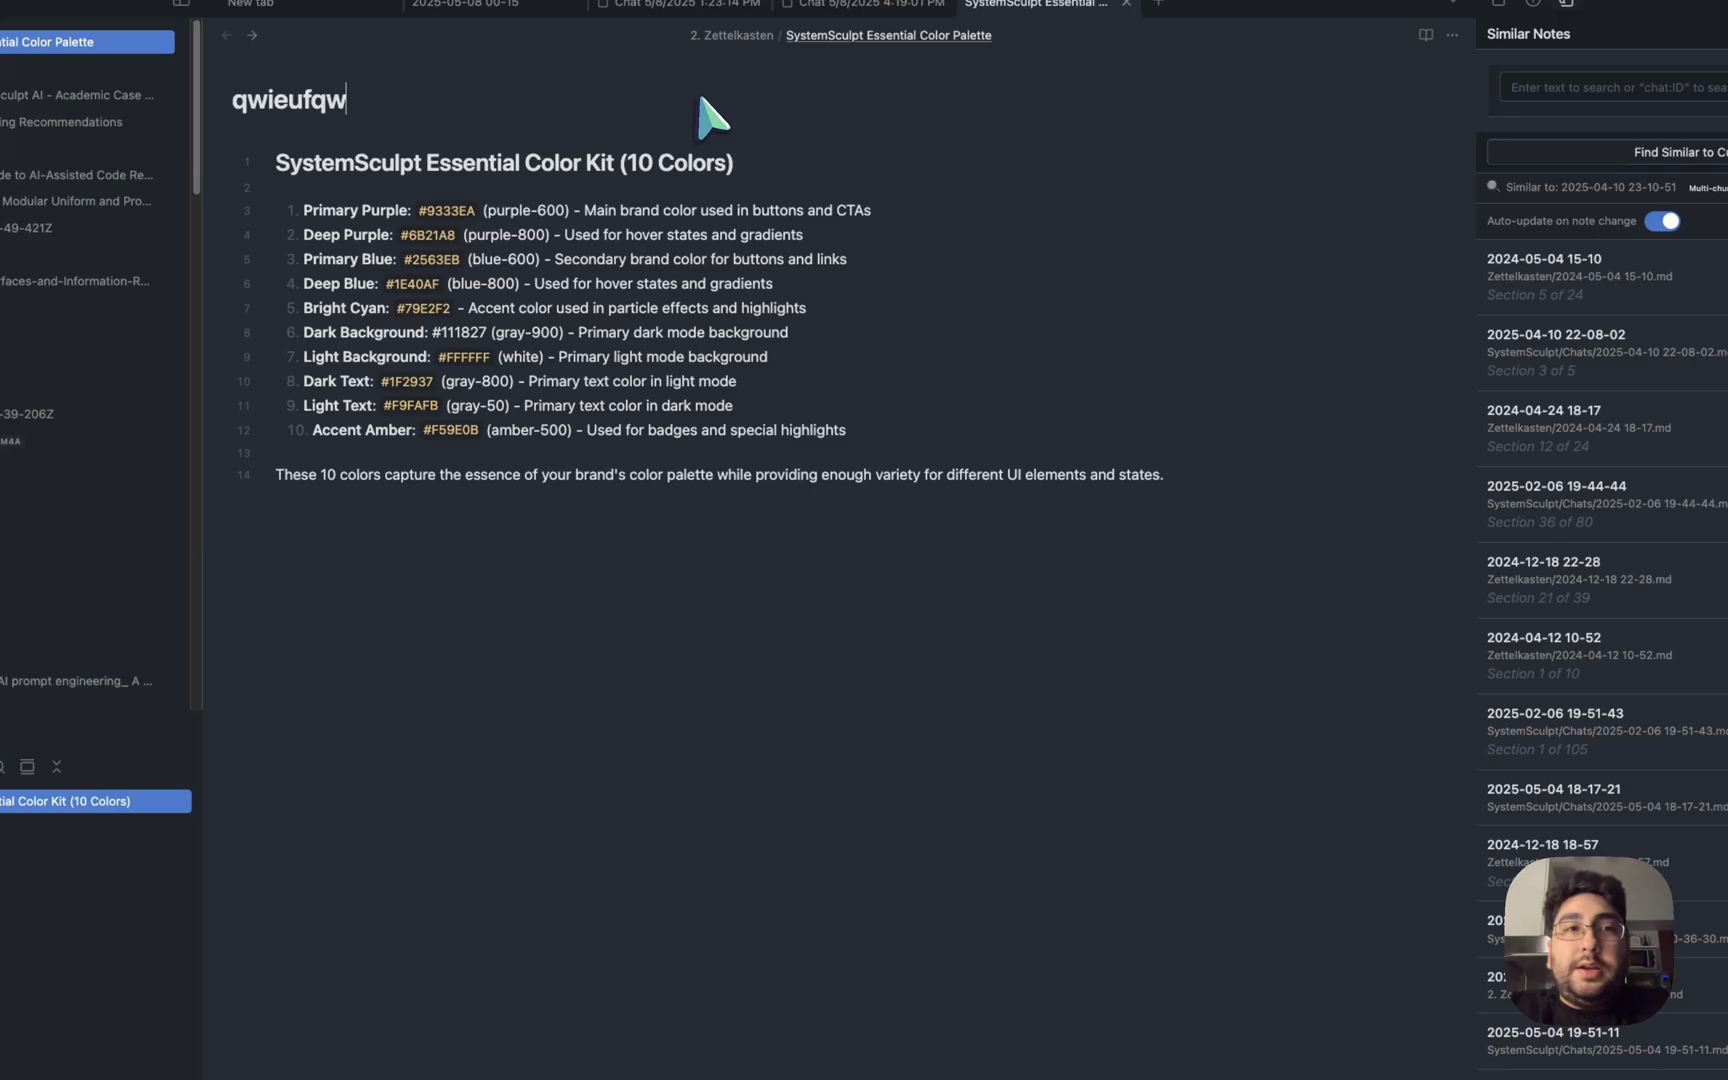 New tab
2025-05-08 00-15
Chat 5/8/2025 1:23:14 PM
Chat 5/8/2025 4:19:01 PM
SystemSculpt Essential ...
ntial Color Palette
culpt AI - Academic Case ...
ing Recommendations
de to AI-Assisted Code Re...
Modular Uniform and Pro...
-49-421Z
faces-and-Information-R...
-39-206Z
M4A
AI prompt engineering_ A ...
tial Color Kit (10 Colors)
2. Zettelkasten / SystemSculpt Essential Color Palette
qwieufqw
1 SystemSculpt Essential Color Kit (10 Colors)
2
3 1. Primary Purple: #9333EA (purple-600) - Main brand color used in buttons and CTAs
4 2. Deep Purple: #6B21A8 (purple-800) - Used for hover states and gradients
5 3. Primary Blue: #2563EB (blue-600) - Secondary brand color for buttons and links
6 4. Deep Blue: #1E40AF (blue-800) - Used for hover states and gradients
7 5. Bright Cyan: #79E2F2 - Accent color used in particle effects and highlights
8 6. Dark Background: #111827 (gray-900) - Primary dark mode background
9 7. Light Background: #FFFFFF (white) - Primary light mode background
10 8. Dark Text: #1F2937 (gray-800) - Primary text color in light mode
11 9. Light Text: #F9FAFB (gray-50) - Primary text color in dark mode
12 10. Accent Amber: #F59E0B (amber-500) - Used for badges and special highlights
13
14 These 10 colors capture the essence of your brand's color palette while providing enough variety for different UI elements and states.
Similar Notes
Enter text to search or "chat:ID" to sea
Find Similar to Cu
Similar to: 2025-04-10 23-10-51 Multi-chu
Auto-update on note change
2024-05-04 15-10
Zettelkasten/2024-05-04 15-10.md
Section 5 of 24
2025-04-10 22-08-02
SystemSculpt/Chats/2025-04-10 22-08-02.m
Section 3 of 5
2024-04-24 18-17
Zettelkasten/2024-04-24 18-17.md
Section 12 of 24
2025-02-06 19-44-44
SystemSculpt/Chats/2025-02-06 19-44-44.m
Section 36 of 80
2024-12-18 22-28
Zettelkasten/2024-12-18 22-28.md
Section 21 of 39
2024-04-12 10-52
Zettelkasten/2024-04-12 10-52.md
Section 1 of 10
2025-02-06 19-51-43
SystemSculpt/Chats/2025-02-06 19-51-43.md
Section 1 of 105
2025-05-04 18-17-21
SystemSculpt/Chats/2025-05-04 18-17-21.md
2024-12-18 18-57
Zettelka 57.md
Sec
20
Sys 0-36-30.m
202
2. Ze nd
2025-05-04 19-51-11
SystemSculpt/Chats/2025-05-04 19-51-11.md